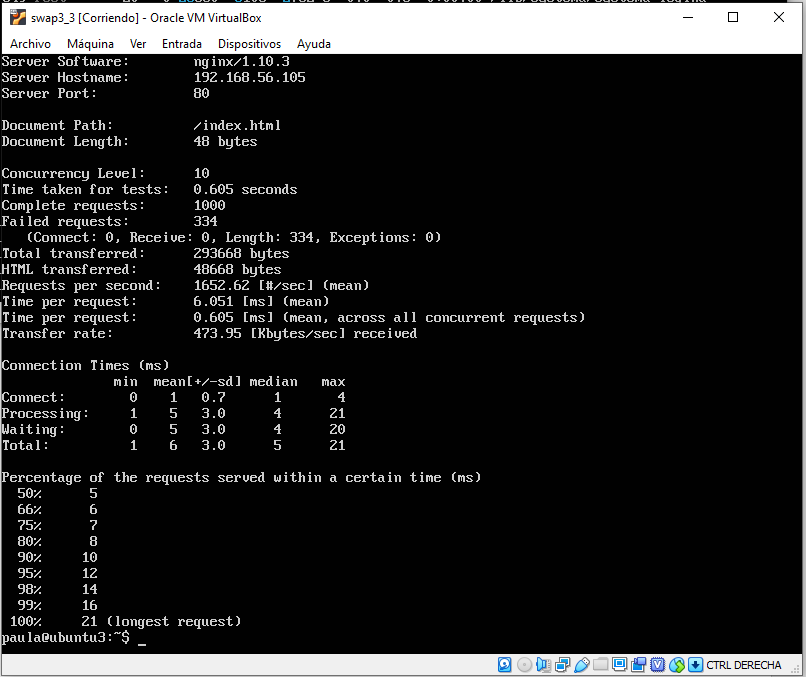 swap3_3 [Corriendo] - Oracle VM VirtualBox
Archivo Máquina Ver Entrada Dispositivos Ayuda
Server Software: nginx/1.10.3
Server Hostname: 192.168.56.105
Server Port: 80
Document Path: /index.html
Document Length: 48 bytes
Concurrency Level: 10
Time taken for tests: 0.605 seconds
Complete requests: 1000
Failed requests: 334
(Connect: 0, Receive: 0, Length: 334, Exceptions: 0)
Total transferred: 293668 bytes
HTML transferred: 48668 bytes
Requests per second: 1652.62 [#/sec] (mean)
Time per request: 6.051 [ms] (mean)
Time per request: 0.605 [ms] (mean, across all concurrent requests)
Transfer rate: 473.95 [Kbytes/sec] received
Connection Times (ms)
min mean[+/-sd] median max
Connect: 0 1 0.7 1 4
Processing: 1 5 3.0 4 21
Waiting: 0 5 3.0 4 20
Total: 1 6 3.0 5 21
Percentage of the requests served within a certain time (ms)
50% 5
66% 6
75% 7
80% 8
90% 10
95% 12
98% 14
99% 16
100% 21 (longest request)
paula@ubuntu3:~$ _
CTRL DERECHA